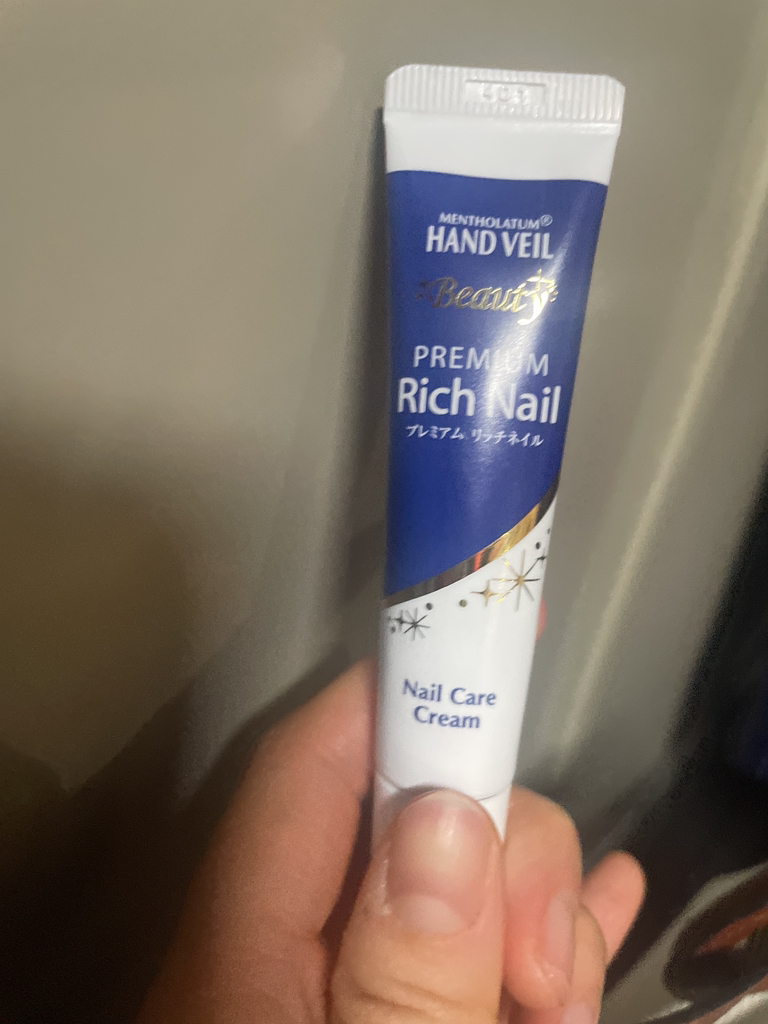 MENTHOLATUM®
HAND VEIL
Beauty
PREMIUM
Rich Nail
プレミアム リッチネイル
Nail Care
Cream